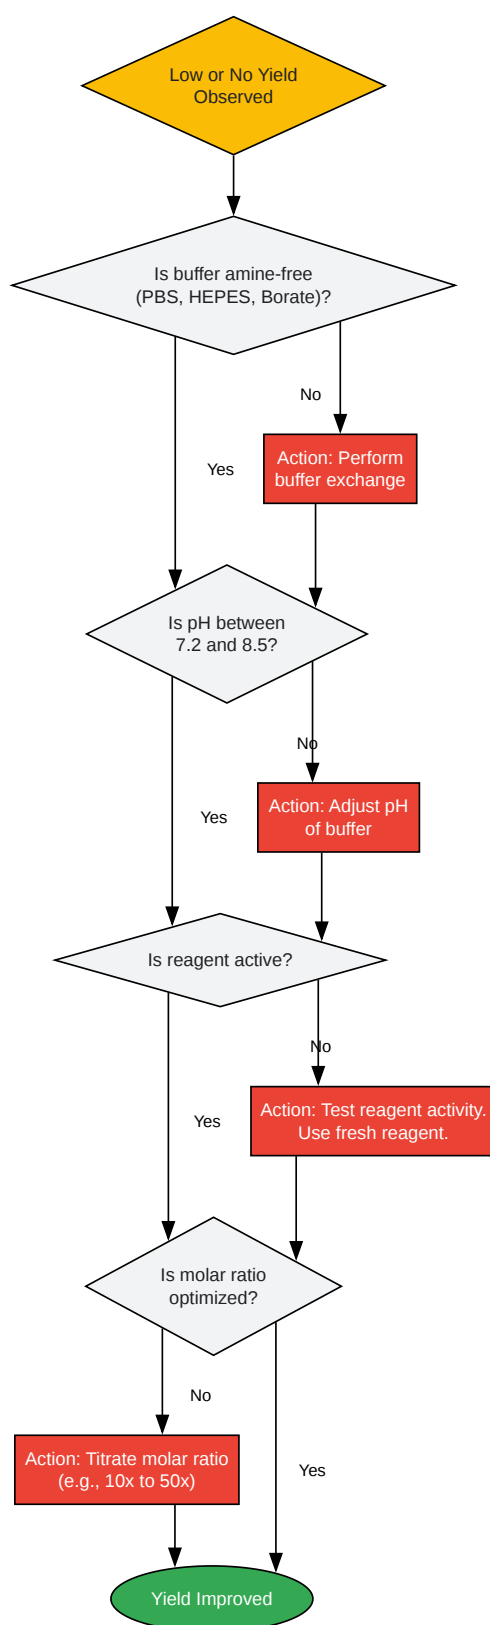 Low or No Yield
Observed
Is buffer amine-free
(PBS, HEPES, Borate)?
No
Action: Perform
buffer exchange
Yes
Is pH between
7.2 and 8.5?
No
Action: Adjust pH
of buffer
Yes
Is reagent active?
No
Action: Test reagent activity.
Use fresh reagent.
Yes
Is molar ratio
optimized?
No
Action: Titrate molar ratio
(e.g., 10x to 50x)
Yes
Yield Improved